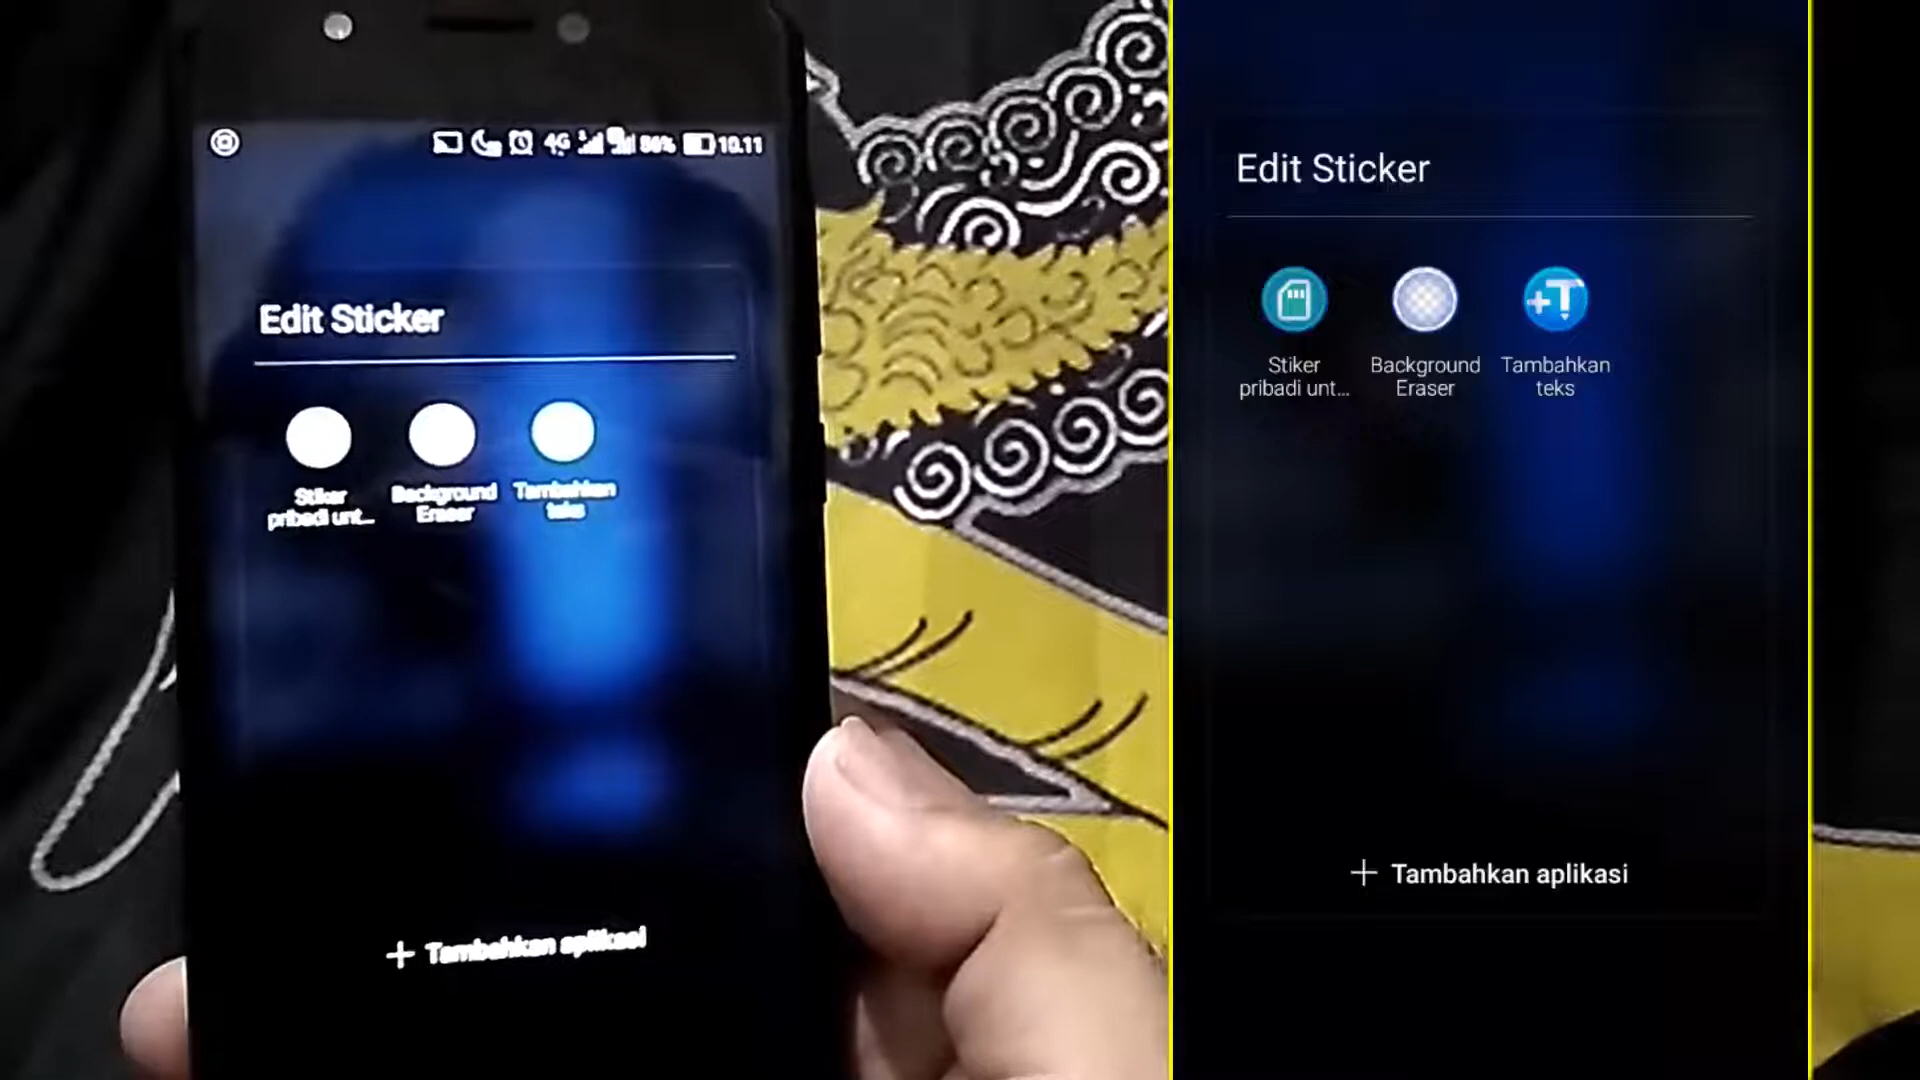 4G 86% 10.11
Edit Sticker
Stiker
pribadi unt...
Background
Eraser
Tambahkan
teks
+ Tambahkan aplikasi
Edit Sticker
Stiker
pribadi unt...
Background
Eraser
+T
Tambahkan
teks
+ Tambahkan aplikasi